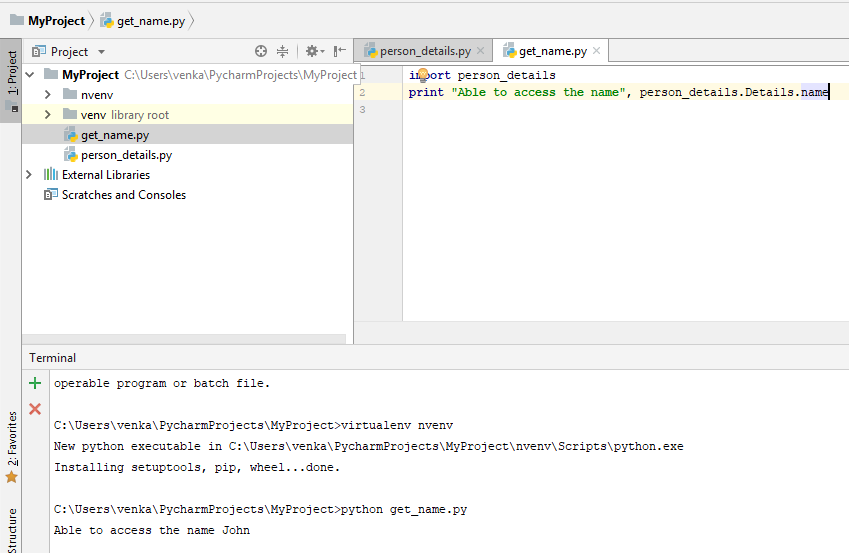 MyProject get_name.py
1: Project
Project
person_details.py get_name.py
MyProject C:\Users\venka\PycharmProjects\MyProject
nvenv
venv library root
get_name.py
person_details.py
External Libraries
Scratches and Consoles
1 import person_details
2 print "Able to access the name", person_details.Details.name
3
Terminal
operable program or batch file.
C:\Users\venka\PycharmProjects\MyProject>virtualenv nvenv
New python executable in C:\Users\venka\PycharmProjects\MyProject\nvenv\Scripts\python.exe
Installing setuptools, pip, wheel...done.
C:\Users\venka\PycharmProjects\MyProject>python get_name.py
Able to access the name John
2: Favorites
Structure